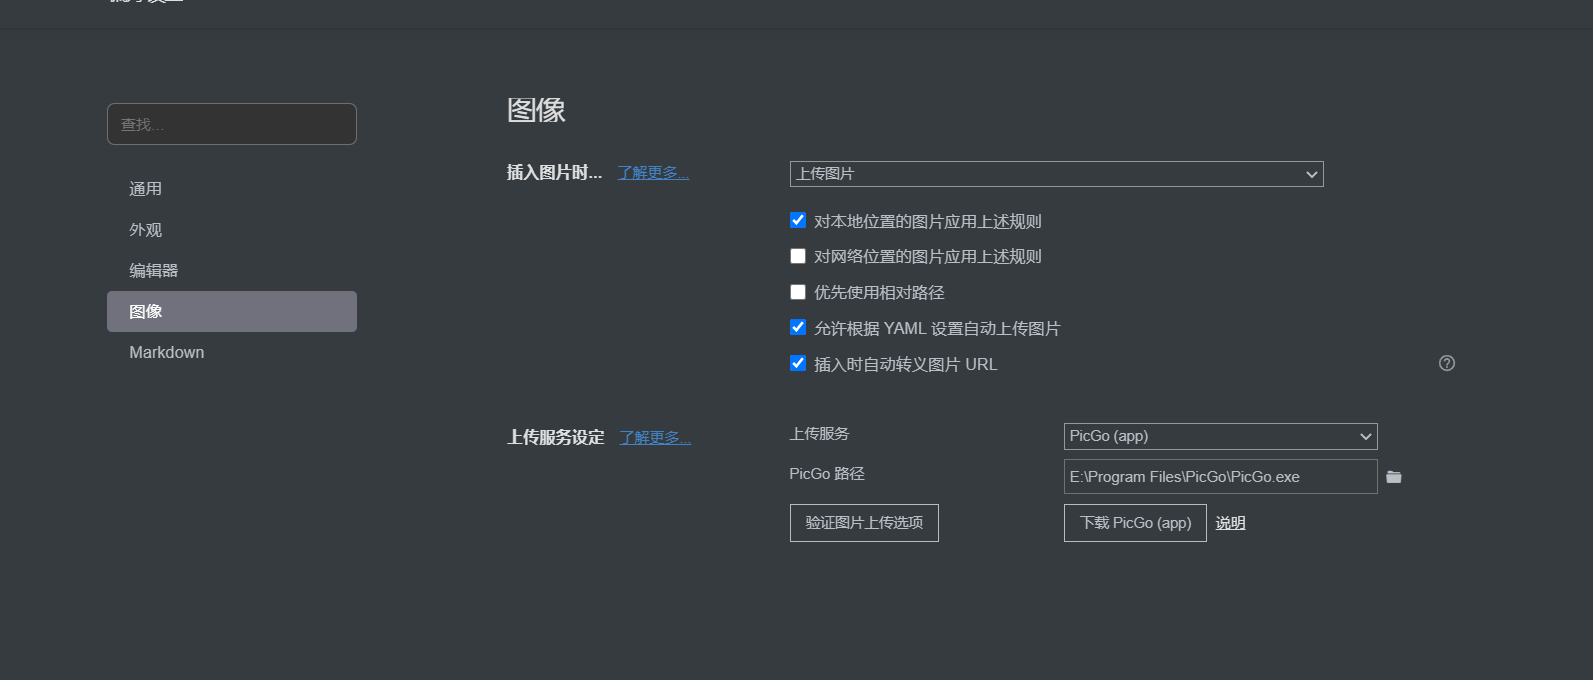 查找...
通用
外观
编辑器
图像
Markdown
图像
插入图片时... 了解更多... 上传图片
对本地位置的图片应用上述规则
对网络位置的图片应用上述规则
优先使用相对路径
允许根据 YAML 设置自动上传图片
插入时自动转义图片 URL
上传服务设定 了解更多... 上传服务 PicGo (app)
PicGo 路径 E:\Program Files\PicGo\PicGo.exe
验证图片上传选项 下载 PicGo (app) 说明